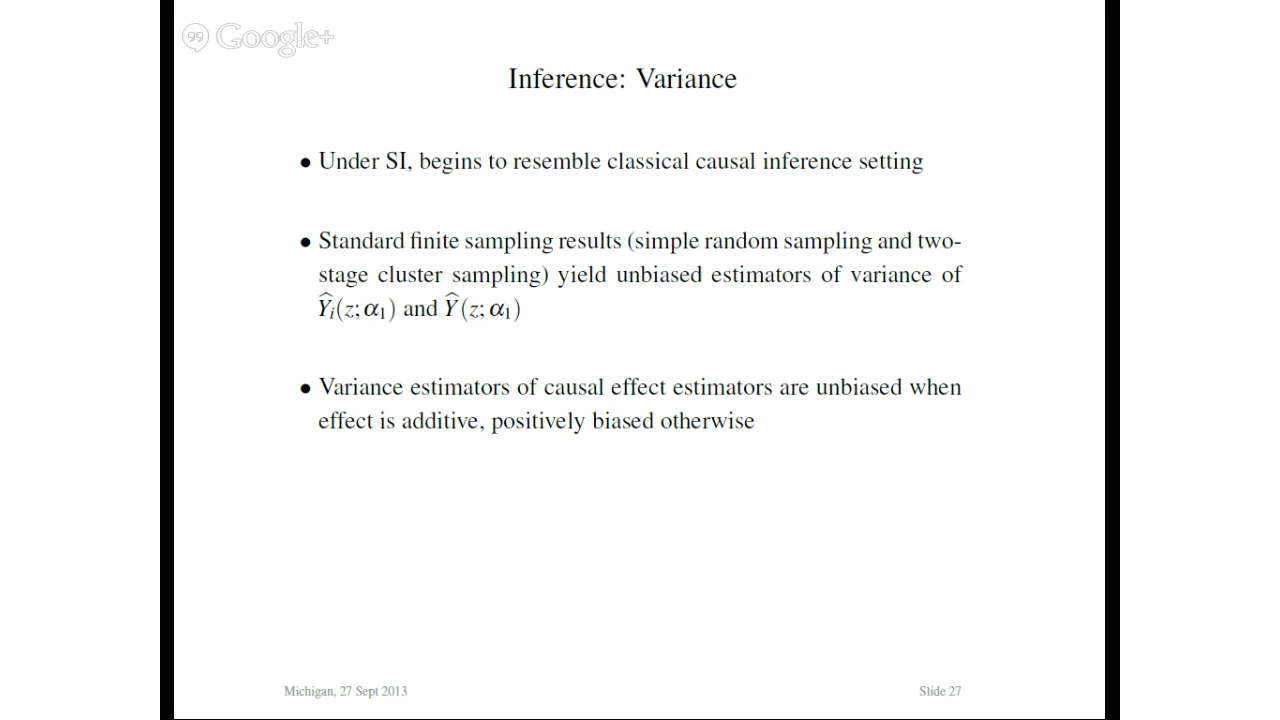 Google+
Inference: Variance
• Under SI, begins to resemble classical causal inference setting
• Standard finite sampling results (simple random sampling and two-
stage cluster sampling) yield unbiased estimators of variance of
Ŷᵢ(z; α₁) and Ŷ(z; α₁)
• Variance estimators of causal effect estimators are unbiased when
effect is additive, positively biased otherwise
Michigan, 27 Sept 2013
Slide 27